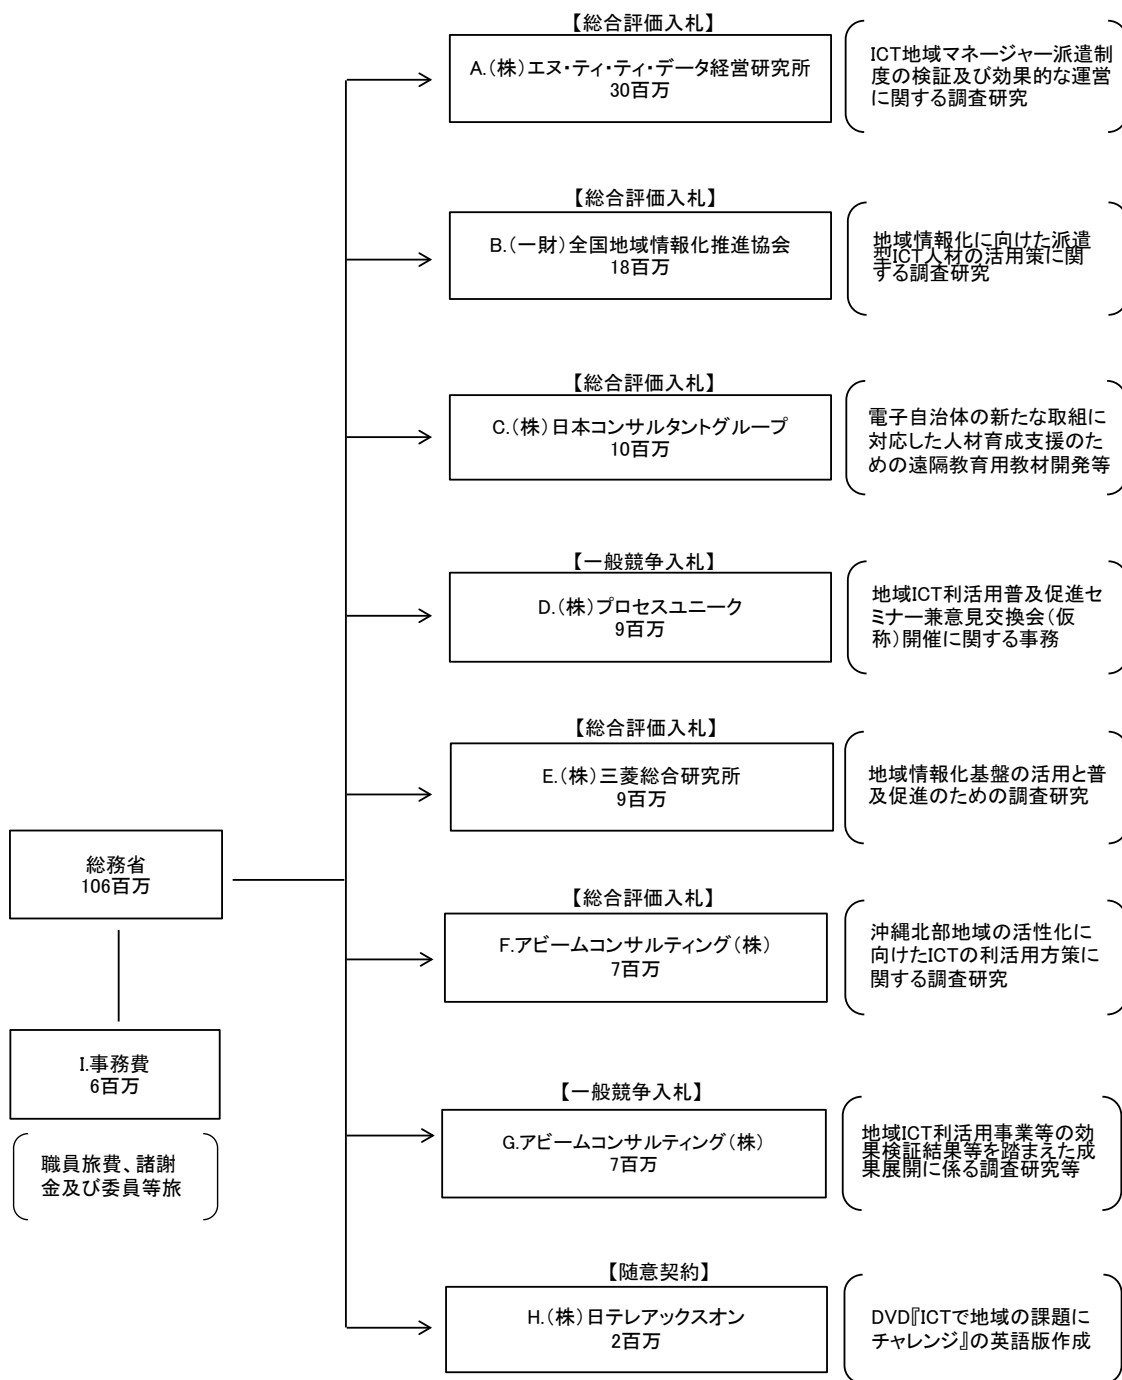 【総合評価入札】
A.(株)エヌ・ティ・ティ・データ経営研究所
30百万
ICT地域マネージャー派遣制
度の検証及び効果的な運営
に関する調査研究
【総合評価入札】
B.(一財)全国地域情報化推進協会
18百万
地域情報化に向けた派遣
型ICT人材の活用策に関
する調査研究
【総合評価入札】
C.(株)日本コンサルタントグループ
10百万
電子自治体の新たな取組に
対応した人材育成支援のた
めの遠隔教育用教材開発等
【一般競争入札】
D.(株)プロセスユニーク
9百万
地域ICT利活用普及促進セ
ミナー兼意見交換会(仮
称)開催に関する事務
【総合評価入札】
E.(株)三菱総合研究所
9百万
地域情報化基盤の活用と普
及促進のための調査研究
総務省
106百万
【総合評価入札】
F.アビームコンサルティング(株)
7百万
沖縄北部地域の活性化に
向けたICTの利活用方策に
関する調査研究
I.事務費
6百万
職員旅費、諸謝
金及び委員等旅
【一般競争入札】
G.アビームコンサルティング(株)
7百万
地域ICT利活用事業等の効
果検証結果等を踏まえた成
果展開に係る調査研究等
【随意契約】
H.(株)日テレアックスオン
2百万
DVD『ICTで地域の課題に
チャレンジ』の英語版作成